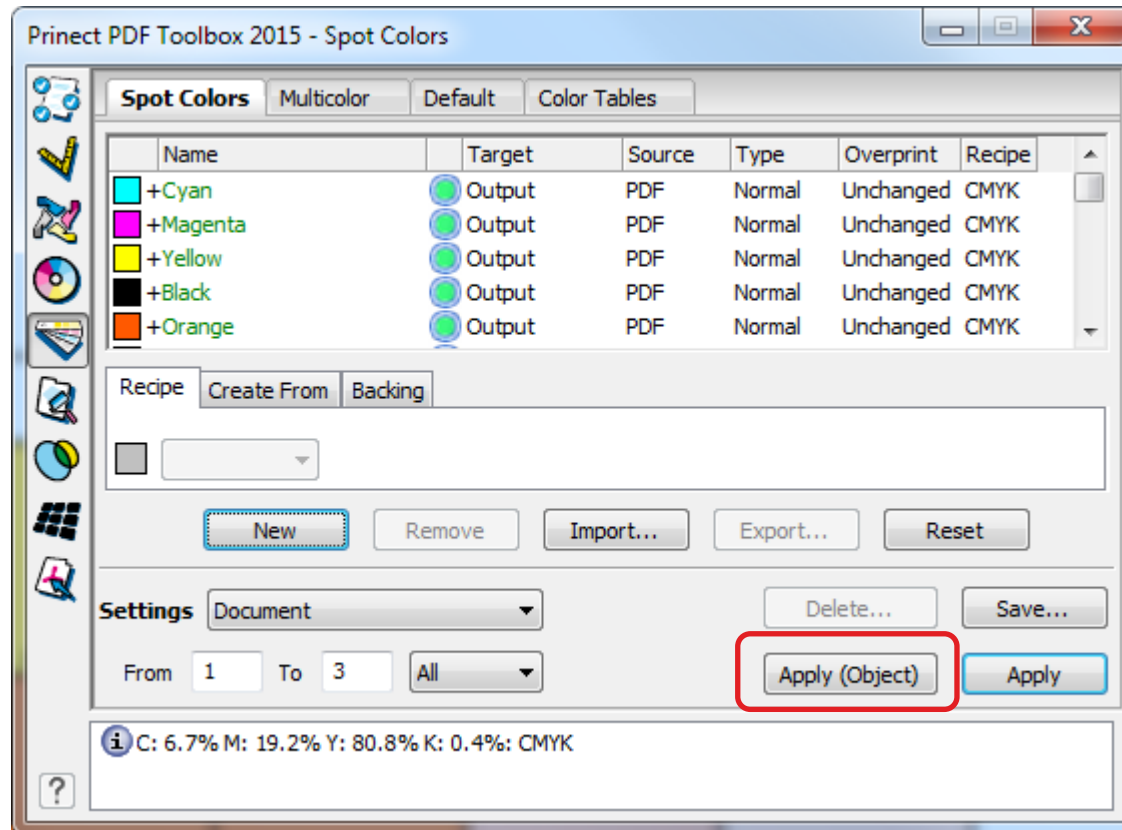 Prinect PDF Toolbox 2015 - Spot Colors
Spot Colors Multicolor Default Color Tables
Name Target Source Type Overprint Recipe
+Cyan Output PDF Normal Unchanged CMYK
+Magenta Output PDF Normal Unchanged CMYK
+Yellow Output PDF Normal Unchanged CMYK
+Black Output PDF Normal Unchanged CMYK
+Orange Output PDF Normal Unchanged CMYK
Recipe Create From Backing
New Remove Import... Export... Reset
Settings Document Delete... Save...
From 1 To 3 All Apply (Object) Apply
C: 6.7% M: 19.2% Y: 80.8% K: 0.4%: CMYK
?